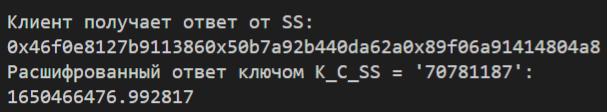 Клиент получает ответ от SS:
0x46f0e8127b9113860x50b7a92b440da62a0x89f06a91414804a8
Расшифрованный ответ ключом K_C_SS = '70781187':
1650466476.992817